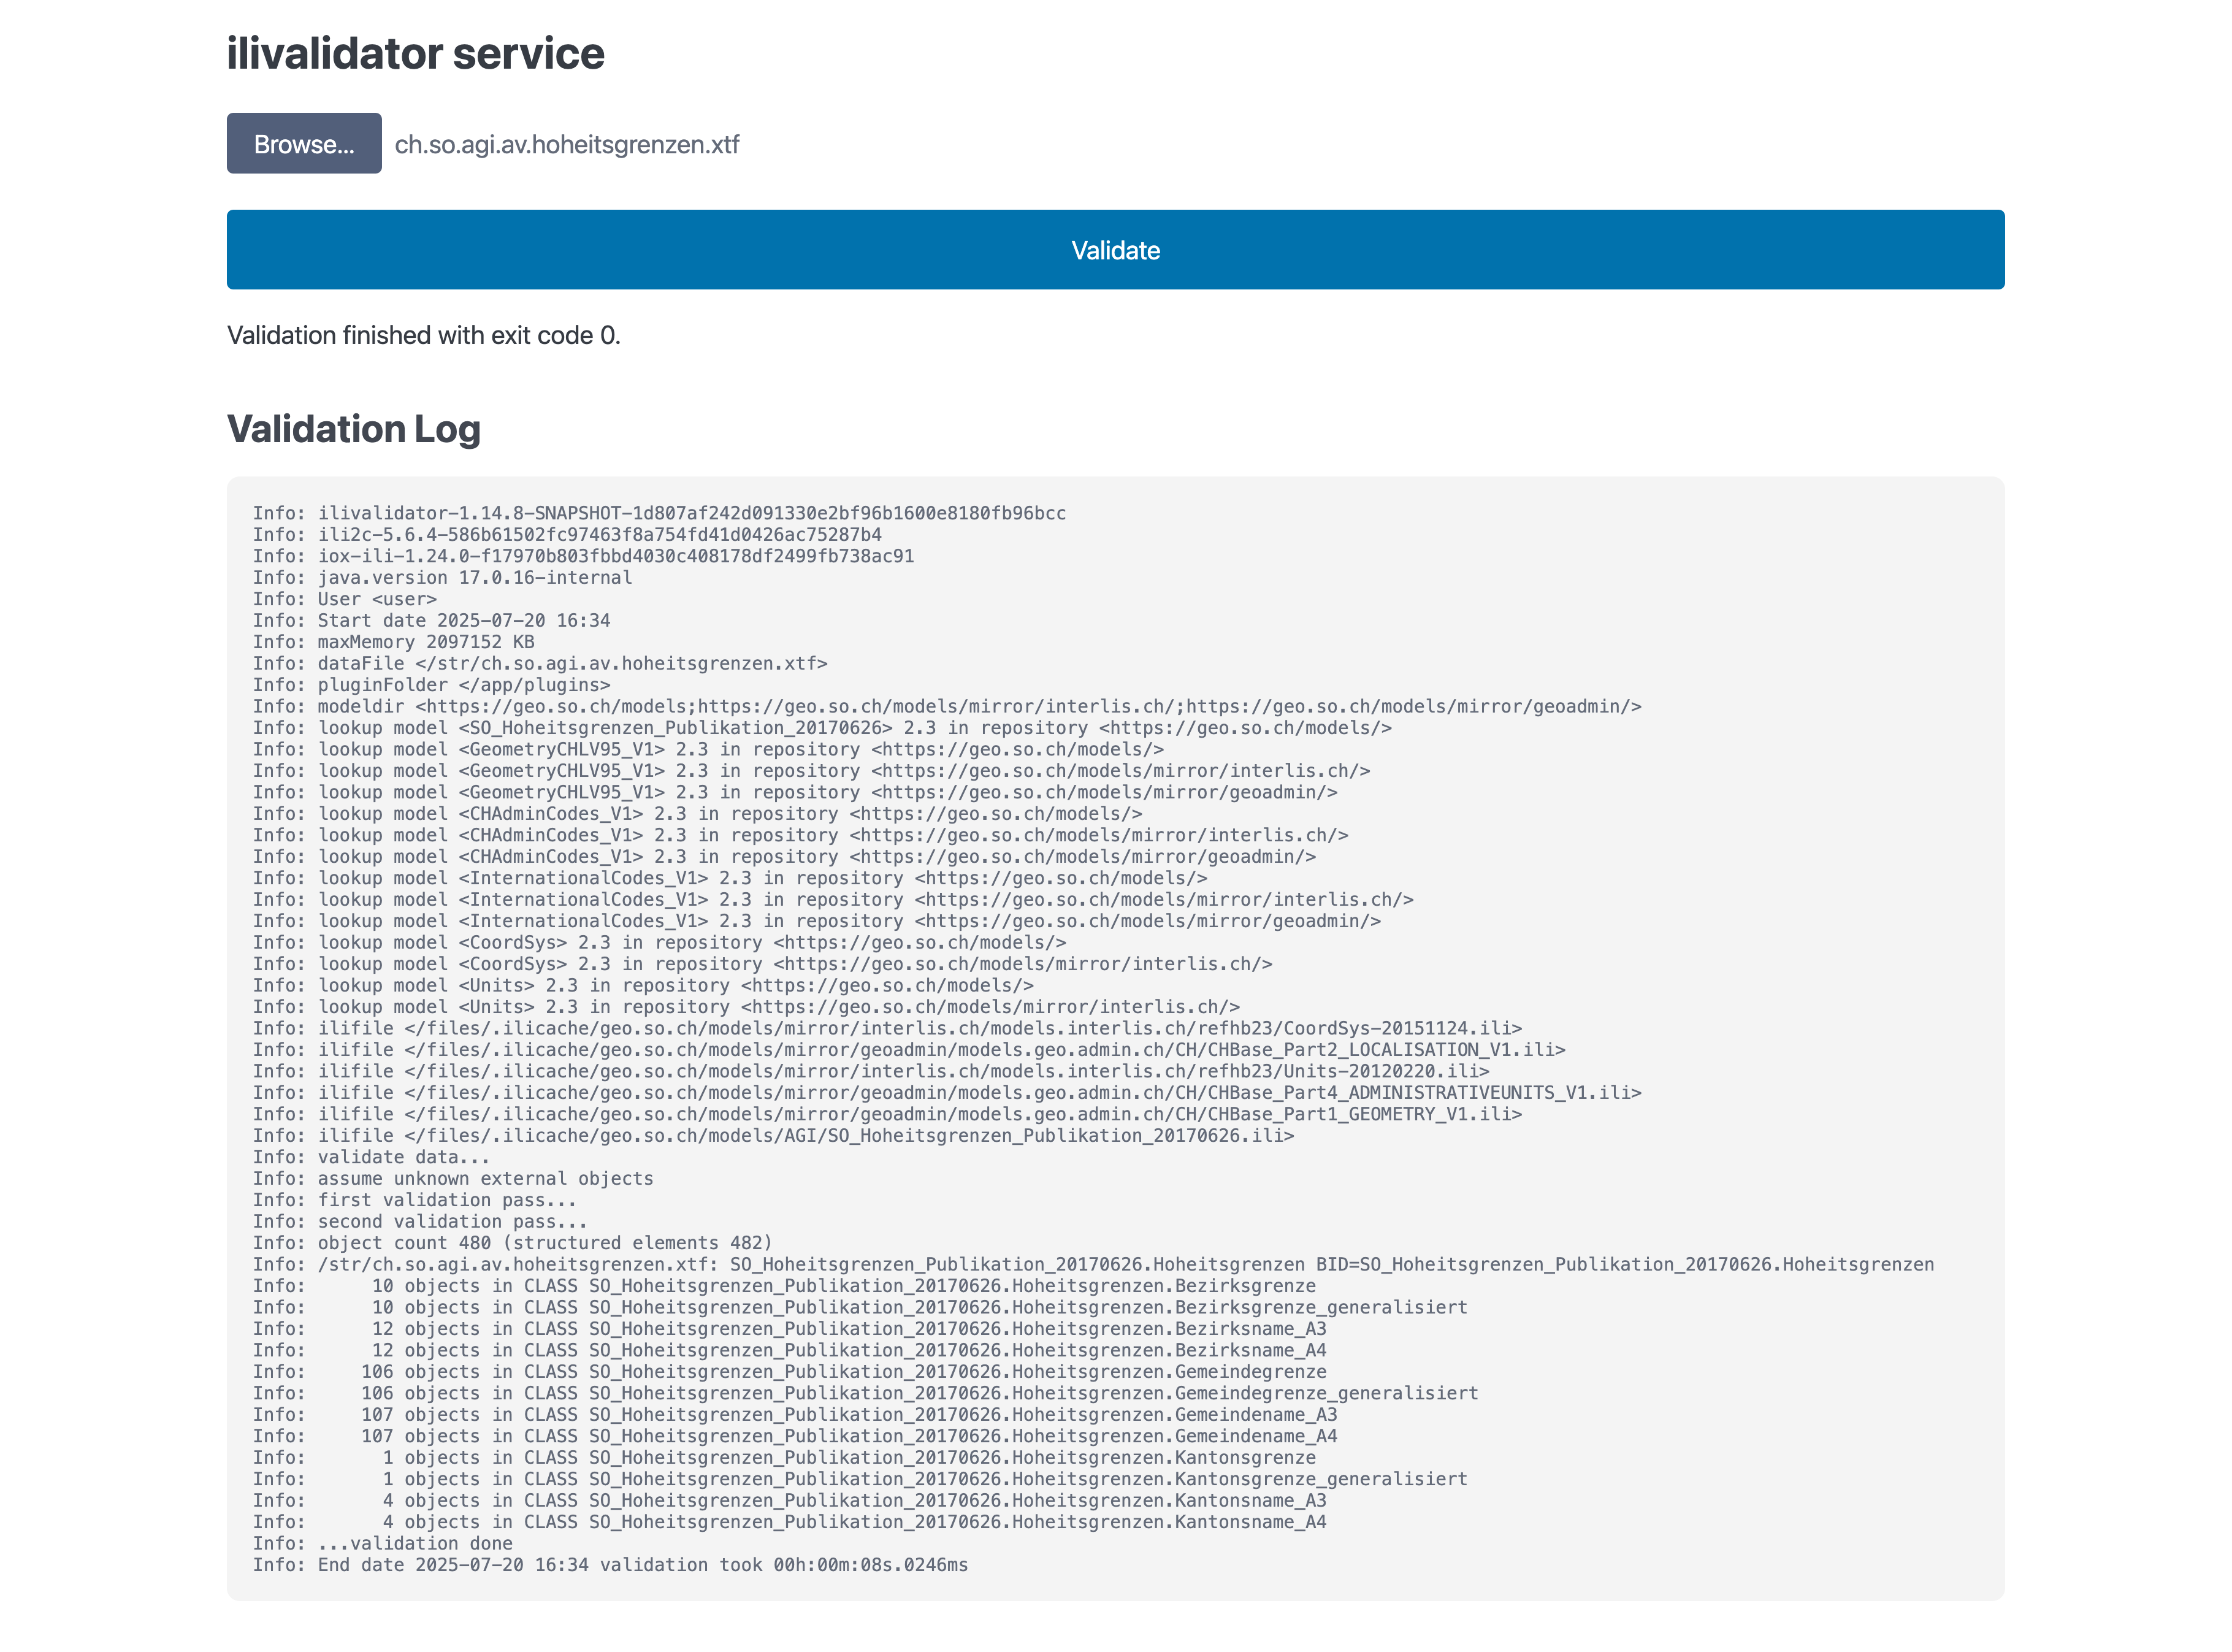 ilivalidator service
Browse... ch.so.agi.av.hoheitsgrenzen.xtf
Validate
Validation finished with exit code 0.
Validation Log
Info: ilivalidator-1.14.8-SNAPSHOT-1d807af242d091330e2bf96b1600e8180fb96bcc
Info: ili2c-5.6.4-586b61502fc97463f8a754fd41d0426ac75287b4
Info: iox-ili-1.24.0-f17970b803fbbd4030c408178df2499fb738ac91
Info: java.version 17.0.16-internal
Info: User <user>
Info: Start date 2025-07-20 16:34
Info: maxMemory 2097152 KB
Info: dataFile </str/ch.so.agi.av.hoheitsgrenzen.xtf>
Info: pluginFolder </app/plugins>
Info: modeldir <https://geo.so.ch/models;https://geo.so.ch/models/mirror/interlis.ch/;https://geo.so.ch/models/mirror/geoadmin/>
Info: lookup model <SO_Hoheitsgrenzen_Publikation_20170626> 2.3 in repository <https://geo.so.ch/models/>
Info: lookup model <GeometryCHLV95_V1> 2.3 in repository <https://geo.so.ch/models/>
Info: lookup model <GeometryCHLV95_V1> 2.3 in repository <https://geo.so.ch/models/mirror/interlis.ch/>
Info: lookup model <GeometryCHLV95_V1> 2.3 in repository <https://geo.so.ch/models/mirror/geoadmin/>
Info: lookup model <CHAdminCodes_V1> 2.3 in repository <https://geo.so.ch/models/>
Info: lookup model <CHAdminCodes_V1> 2.3 in repository <https://geo.so.ch/models/mirror/interlis.ch/>
Info: lookup model <CHAdminCodes_V1> 2.3 in repository <https://geo.so.ch/models/mirror/geoadmin/>
Info: lookup model <InternationalCodes_V1> 2.3 in repository <https://geo.so.ch/models/>
Info: lookup model <InternationalCodes_V1> 2.3 in repository <https://geo.so.ch/models/mirror/interlis.ch/>
Info: lookup model <InternationalCodes_V1> 2.3 in repository <https://geo.so.ch/models/mirror/geoadmin/>
Info: lookup model <CoordSys> 2.3 in repository <https://geo.so.ch/models/>
Info: lookup model <CoordSys> 2.3 in repository <https://geo.so.ch/models/mirror/interlis.ch/>
Info: lookup model <Units> 2.3 in repository <https://geo.so.ch/models/>
Info: lookup model <Units> 2.3 in repository <https://geo.so.ch/models/mirror/interlis.ch/>
Info: ilifile </files/.ilicache/geo.so.ch/models/mirror/interlis.ch/models.interlis.ch/refhb23/CoordSys-20151124.ili>
Info: ilifile </files/.ilicache/geo.so.ch/models/mirror/geoadmin/models.geo.admin.ch/CH/CHBase_Part2_LOCALISATION_V1.ili>
Info: ilifile </files/.ilicache/geo.so.ch/models/mirror/interlis.ch/models.interlis.ch/refhb23/Units-20120220.ili>
Info: ilifile </files/.ilicache/geo.so.ch/models/mirror/geoadmin/models.geo.admin.ch/CH/CHBase_Part4_ADMINISTRATIVEUNITS_V1.ili>
Info: ilifile </files/.ilicache/geo.so.ch/models/mirror/geoadmin/models.geo.admin.ch/CH/CHBase_Part1_GEOMETRY_V1.ili>
Info: ilifile </files/.ilicache/geo.so.ch/models/AGI/SO_Hoheitsgrenzen_Publikation_20170626.ili>
Info: validate data...
Info: assume unknown external objects
Info: first validation pass...
Info: second validation pass...
Info: object count 480 (structured elements 482)
Info: /str/ch.so.agi.av.hoheitsgrenzen.xtf: SO_Hoheitsgrenzen_Publikation_20170626.Hoheitsgrenzen BID=SO_Hoheitsgrenzen_Publikation_20170626.Hoheitsgrenzen
Info: 10 objects in CLASS SO_Hoheitsgrenzen_Publikation_20170626.Hoheitsgrenzen.Bezirksgrenze
Info: 10 objects in CLASS SO_Hoheitsgrenzen_Publikation_20170626.Hoheitsgrenzen.Bezirksgrenze_generalisiert
Info: 12 objects in CLASS SO_Hoheitsgrenzen_Publikation_20170626.Hoheitsgrenzen.Bezirksname_A3
Info: 12 objects in CLASS SO_Hoheitsgrenzen_Publikation_20170626.Hoheitsgrenzen.Bezirksname_A4
Info: 106 objects in CLASS SO_Hoheitsgrenzen_Publikation_20170626.Hoheitsgrenzen.Gemeindegrenze
Info: 106 objects in CLASS SO_Hoheitsgrenzen_Publikation_20170626.Hoheitsgrenzen.Gemeindegrenze_generalisiert
Info: 107 objects in CLASS SO_Hoheitsgrenzen_Publikation_20170626.Hoheitsgrenzen.Gemeindename_A3
Info: 107 objects in CLASS SO_Hoheitsgrenzen_Publikation_20170626.Hoheitsgrenzen.Gemeindename_A4
Info: 1 objects in CLASS SO_Hoheitsgrenzen_Publikation_20170626.Hoheitsgrenzen.Kantonsgrenze
Info: 1 objects in CLASS SO_Hoheitsgrenzen_Publikation_20170626.Hoheitsgrenzen.Kantonsgrenze_generalisiert
Info: 4 objects in CLASS SO_Hoheitsgrenzen_Publikation_20170626.Hoheitsgrenzen.Kantonsname_A3
Info: 4 objects in CLASS SO_Hoheitsgrenzen_Publikation_20170626.Hoheitsgrenzen.Kantonsname_A4
Info: ...validation done
Info: End date 2025-07-20 16:34 validation took 00h:00m:08s.0246ms